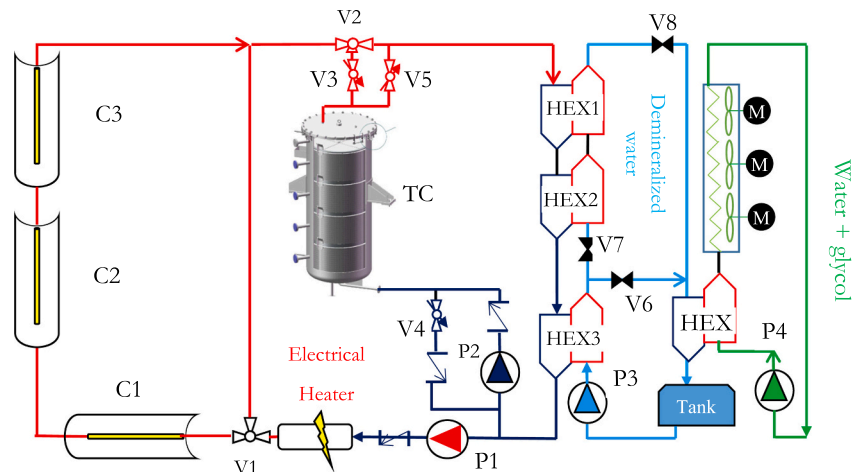 V2
V8
V3
V5
HEX1
M
C3
Demineralized
water
TC
HEX2
M
Water + glycol
M
V7
C2
V6
V4
HEX3
HEX
P4
P2
Electrical
Heater
P3
C1
Tank
V1
P1